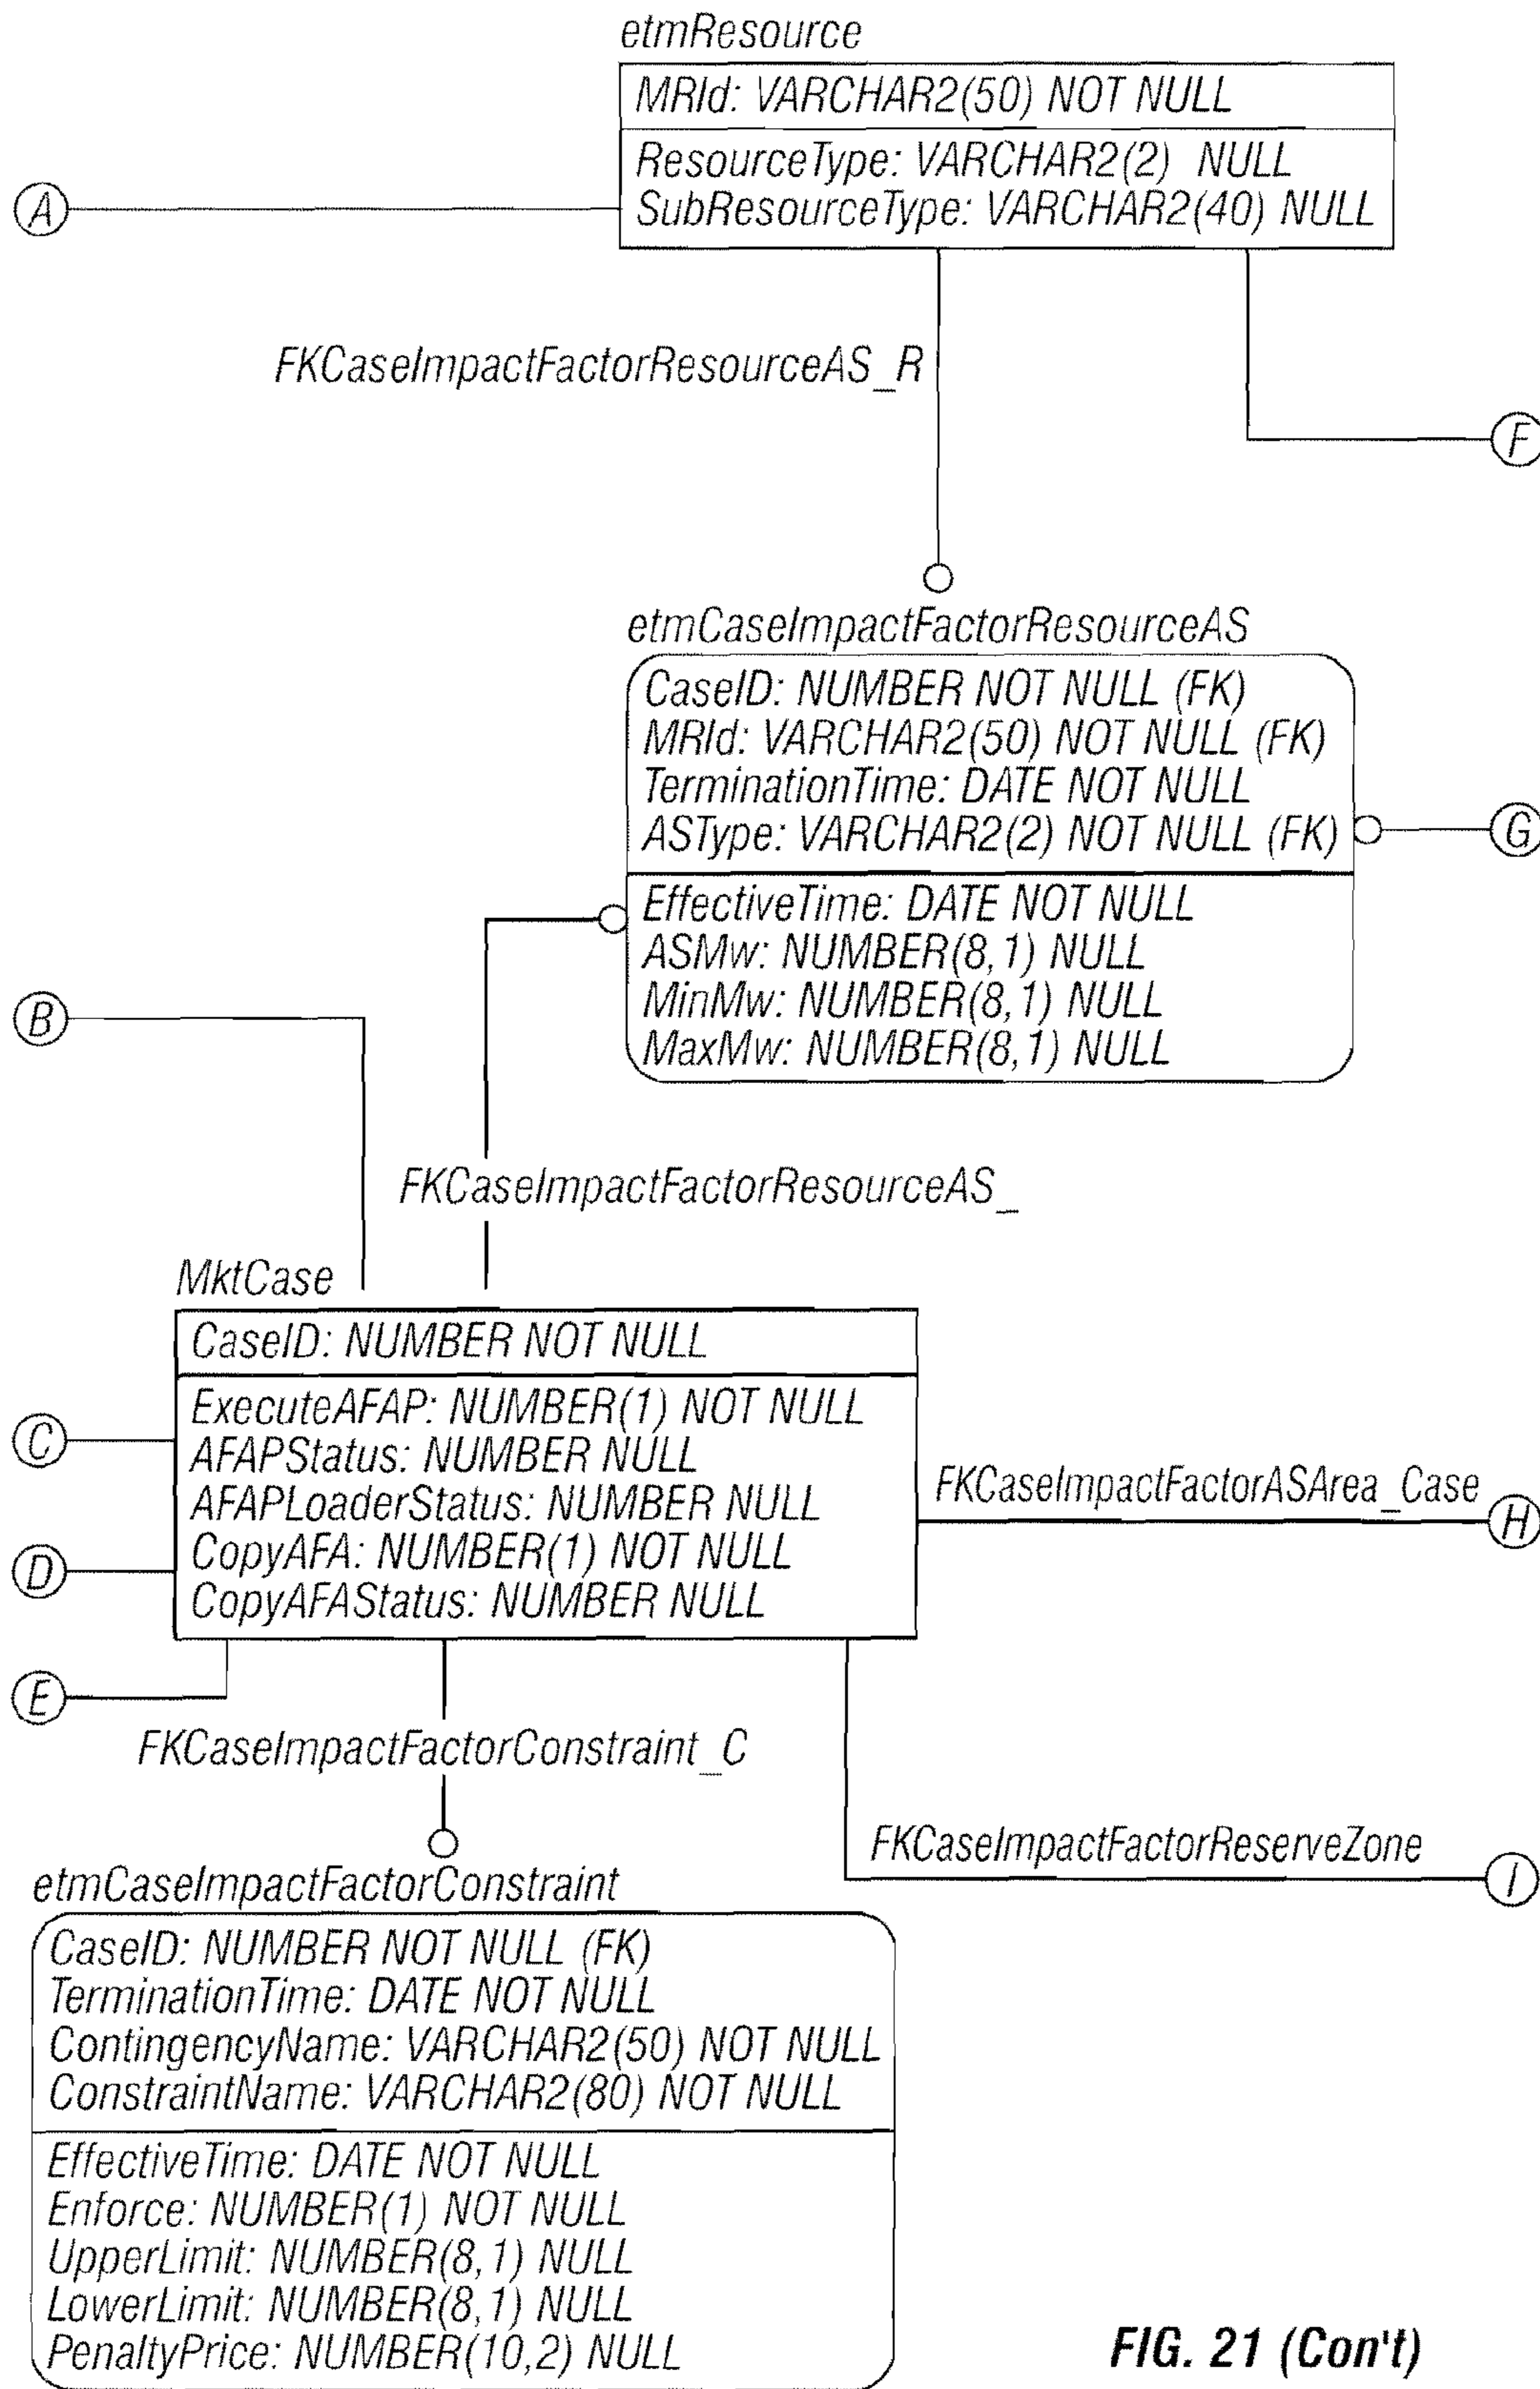 etmResource
MRId: VARCHAR2(50) NOT NULL
ResourceType: VARCHAR2(2) NULL
SubResourceType: VARCHAR2(40) NULL
A
FKCaseImpactFactorResourceAS_R
F
etmCaseImpactFactorResourceAS
CaseID: NUMBER NOT NULL (FK)
MRId: VARCHAR2(50) NOT NULL (FK)
TerminationTime: DATE NOT NULL
ASType: VARCHAR2(2) NOT NULL (FK)
G
EffectiveTime: DATE NOT NULL
ASMw: NUMBER(8,1) NULL
MinMw: NUMBER(8,1) NULL
MaxMw: NUMBER(8,1) NULL
B
FKCaseImpactFactorResourceAS_
MktCase
CaseID: NUMBER NOT NULL
ExecuteAFAP: NUMBER(1) NOT NULL
AFAPStatus: NUMBER NULL
AFAPLoaderStatus: NUMBER NULL
CopyAFA: NUMBER(1) NOT NULL
CopyAFAStatus: NUMBER NULL
C
D
E
FKCaseImpactFactorASArea_Case
H
FKCaseImpactFactorConstraint_C
FKCaseImpactFactorReserveZone
I
etmCaseImpactFactorConstraint
CaseID: NUMBER NOT NULL (FK)
TerminationTime: DATE NOT NULL
ContingencyName: VARCHAR2(50) NOT NULL
ConstraintName: VARCHAR2(80) NOT NULL
EffectiveTime: DATE NOT NULL
Enforce: NUMBER(1) NOT NULL
UpperLimit: NUMBER(8,1) NULL
LowerLimit: NUMBER(8,1) NULL
PenaltyPrice: NUMBER(10,2) NULL
FIG. 21 (Con't)